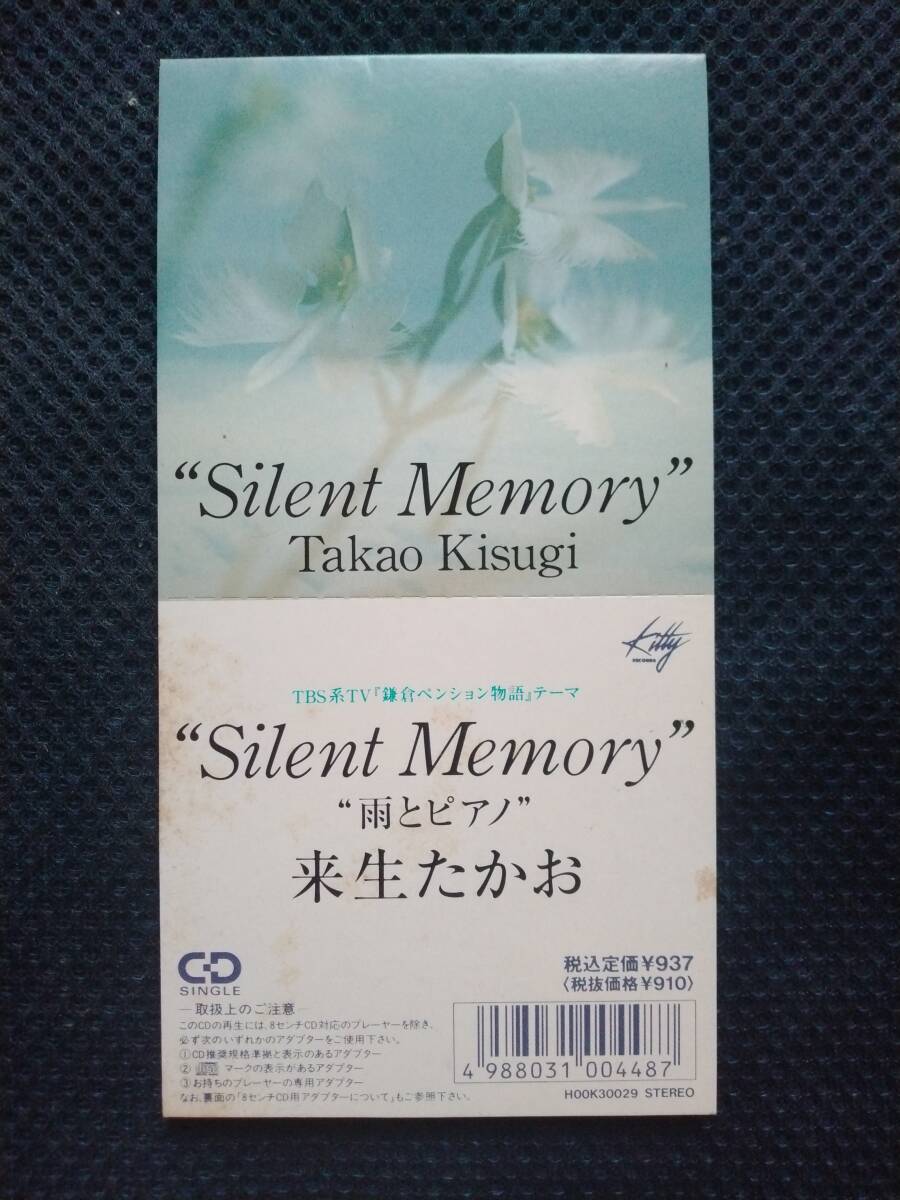 “Silent Memory”
Takao Kisugi
Kitty
RECORDS
TBS系TV『鎌倉ペンション物語』テーマ
“Silent Memory”
“雨とピアノ”
来生たかお
CD
SINGLE
税込定価¥937
〈税抜価格¥910〉
—取扱上のご注意—
このCDの再生には、8センチCD対応のプレーヤーを除き、
必ず次のいずれかのアダプターをご使用下さい。
①CD推奨規格準拠と表示のあるアダプター
② マークの表示があるアダプター
③お持ちのプレーヤーの専用アダプター
なお、裏面の「8センチCD用アダプターについて」もご参照下さい。
4 988031 004487
H00K30029 STEREO